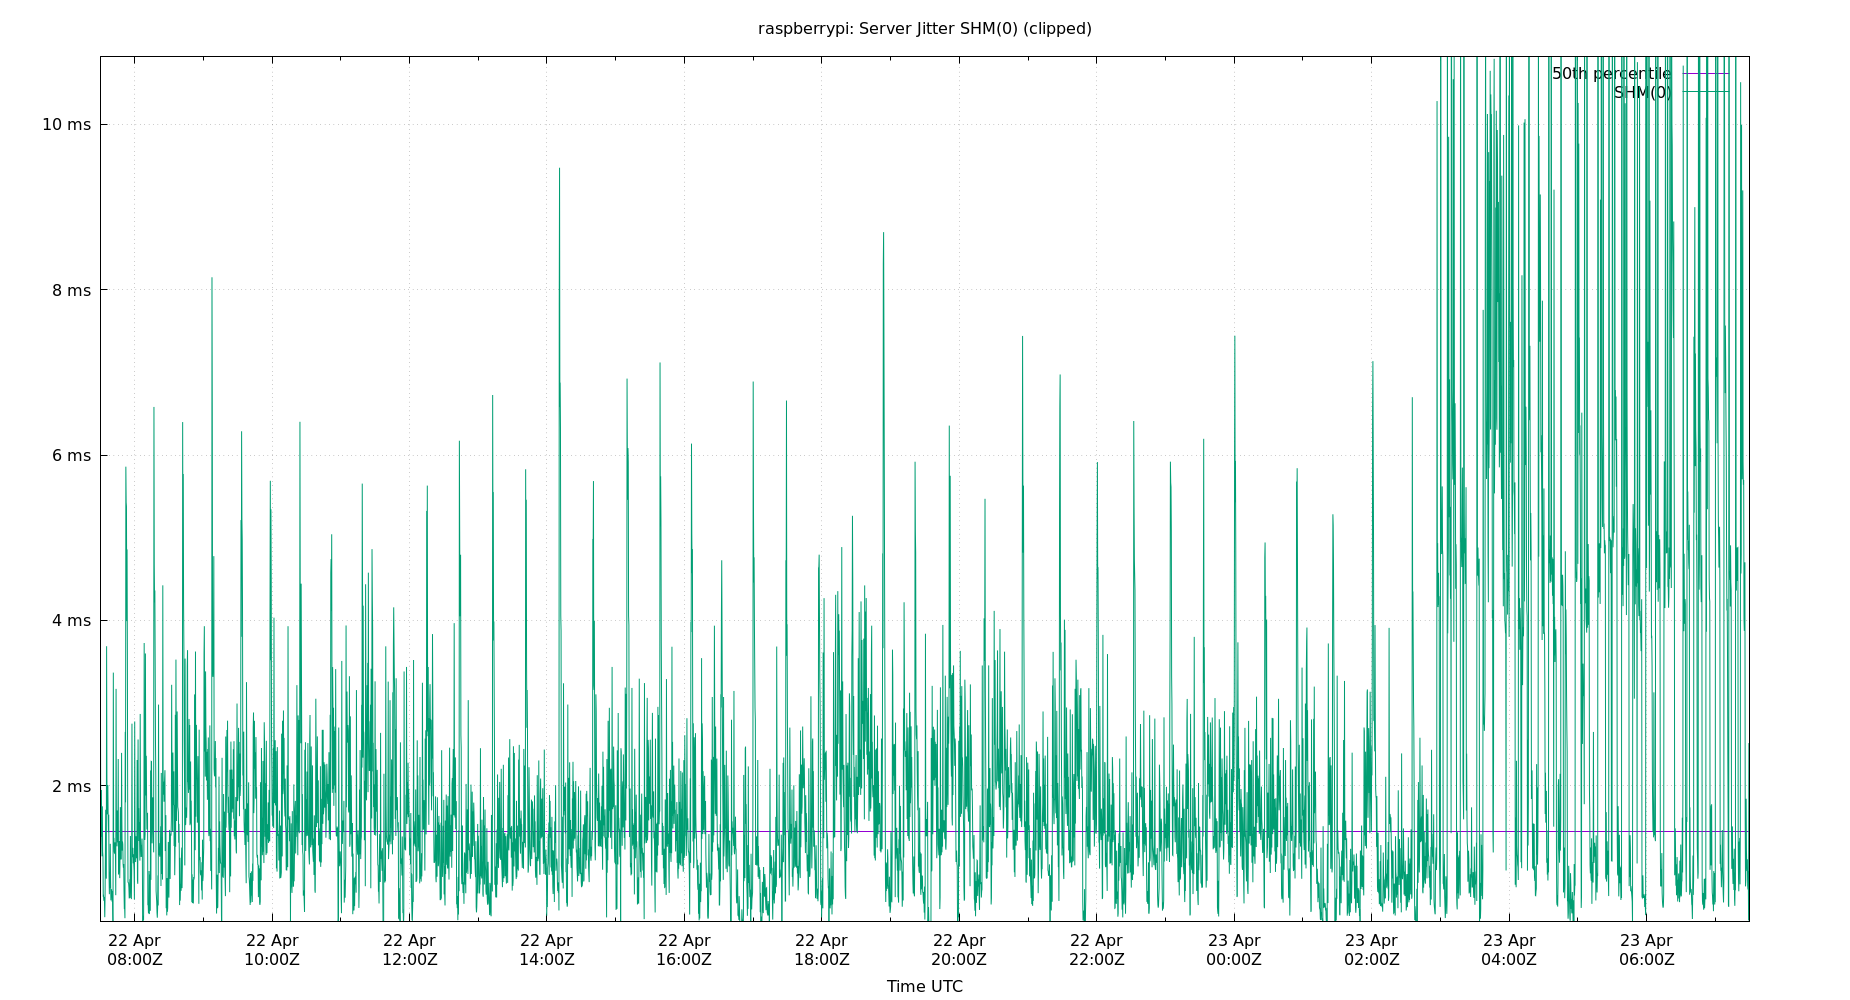 raspberrypi: Server Jitter SHM(0) (clipped)
50th percentile
SHM(0)
10 ms
8 ms
6 ms
4 ms
2 ms
22 Apr 22 Apr 22 Apr 22 Apr 22 Apr 22 Apr 22 Apr 22 Apr 23 Apr 23 Apr 23 Apr 23 Apr
08:00Z 10:00Z 12:00Z 14:00Z 16:00Z 18:00Z 20:00Z 22:00Z 00:00Z 02:00Z 04:00Z 06:00Z
Time UTC